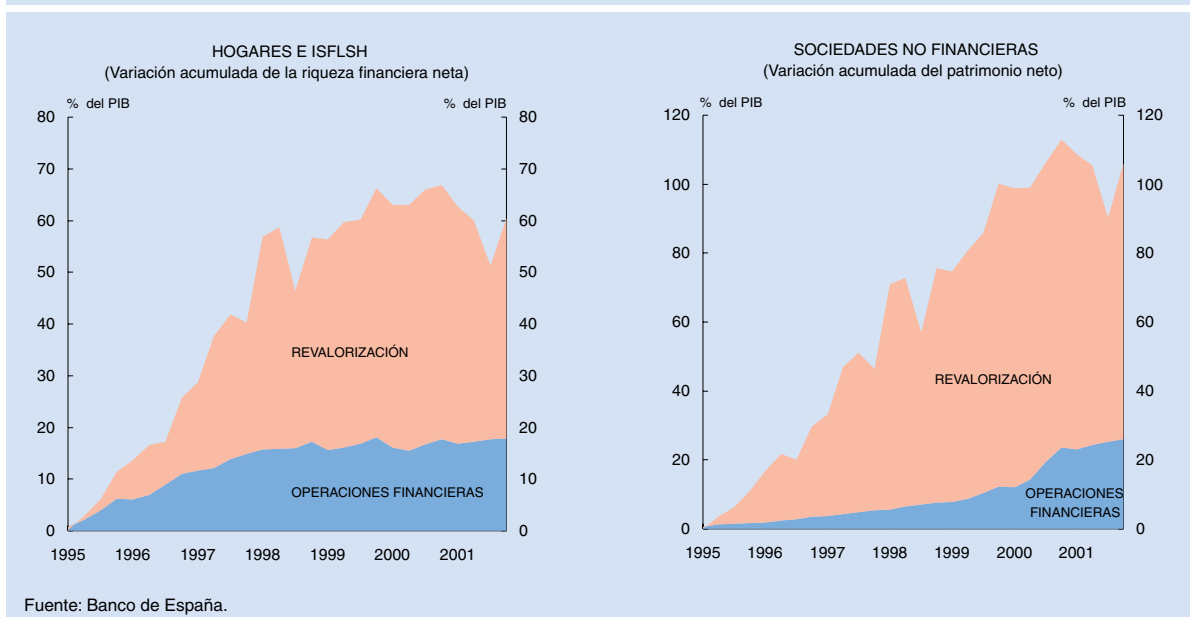 HOGARES E ISFLSH
(Variación acumulada de la riqueza financiera neta)
% del PIB % del PIB
80 80
70 70
60 60
50 50
40 40
30 30
20 20
10 10
0 0
REVALORIZACIÓN
OPERACIONES FINANCIERAS
1995 1996 1997 1998 1999 2000 2001
SOCIEDADES NO FINANCIERAS
(Variación acumulada del patrimonio neto)
% del PIB % del PIB
120 120
100 100
80 80
60 60
40 40
20 20
0 0
REVALORIZACIÓN
OPERACIONES
FINANCIERAS
1995 1996 1997 1998 1999 2000 2001
Fuente: Banco de España.